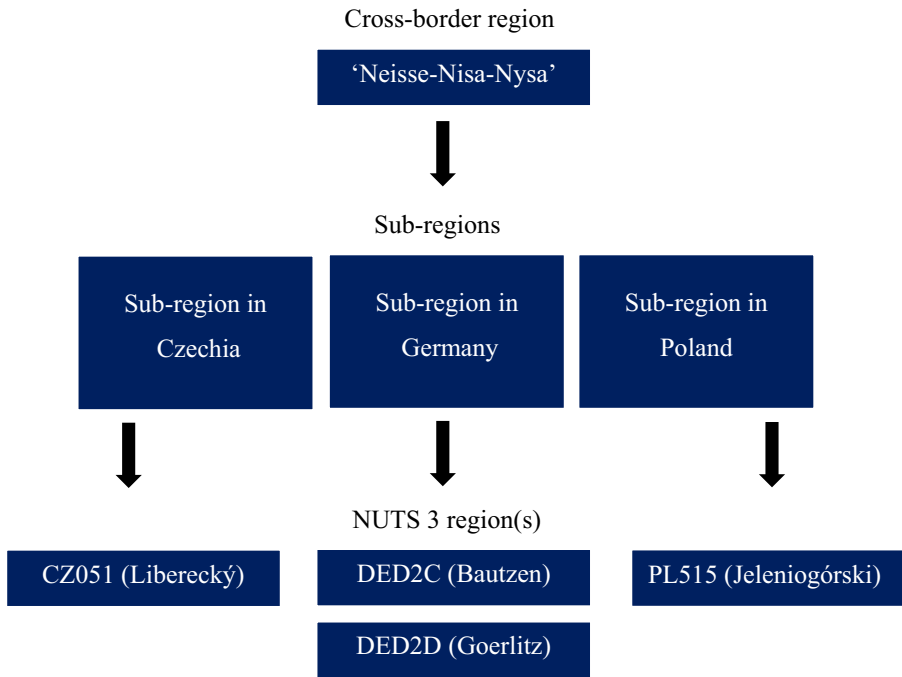 Cross-border region
‘Neisse-Nisa-Nysa’
Sub-regions
Sub-region in
Czechia
Sub-region in
Germany
Sub-region in
Poland
NUTS 3 region(s)
CZ051 (Liberecký)
DED2C (Bautzen)
PL515 (Jeleniogórski)
DED2D (Goerlitz)